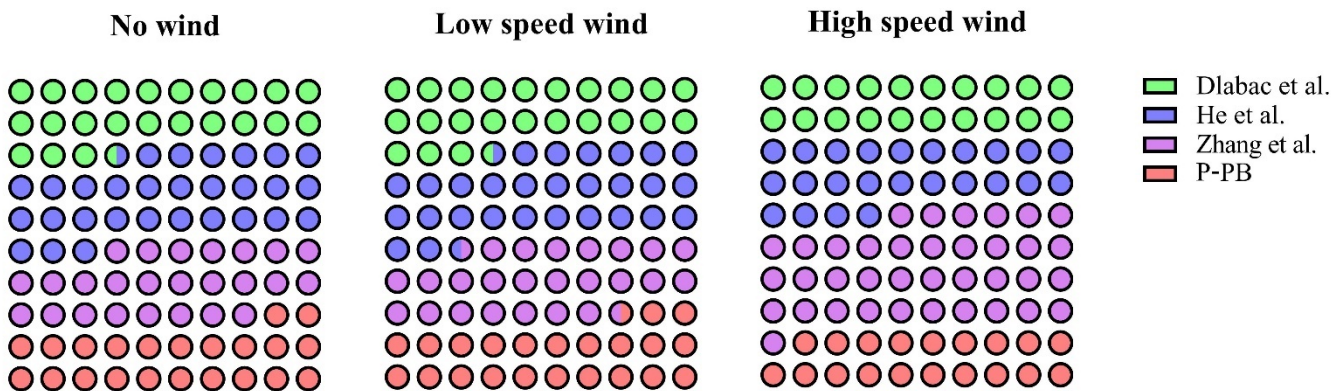 No wind
Low speed wind
High speed wind
Dlabac et al.
He et al.
Zhang et al.
P-PB